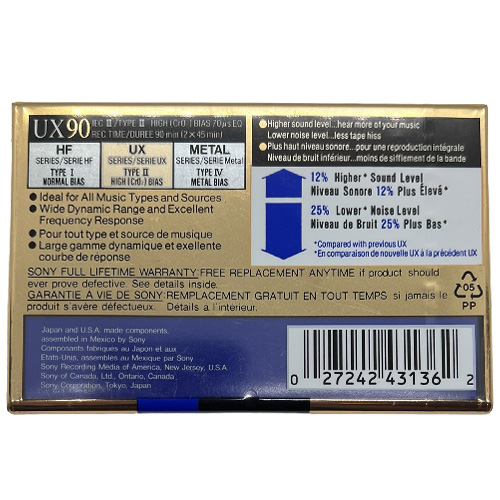 UX90 IEC II/TYPE II HIGH (CrO₂) BIAS 70μs EQ
REC TIME/DURÉE 90 min (2 × 45 min)
HF
SERIES/SERIE HF
TYPE I
NORMAL BIAS
UX
SERIES/SERIE UX
TYPE II
HIGH (CrO₂) BIAS
METAL
SERIES/SERIE Metal
TYPE IV
METAL BIAS
● Ideal for All Music Types and Sources
● Wide Dynamic Range and Excellent
Frequency Response
● Pour tout type et source de musique
● Large gamme dynamique et exellente
courbe de réponse
● Higher sound level... hear more of your music
Lower noise level...less tape hiss
● Plus haut niveau sonore...pour une reproduction intégrale
Niveau de bruit inférieur...moins de sifflement de la bande
12% Higher* Sound Level
Niveau Sonore 12% Plus Élevé*
25% Lower* Noise Level
Niveau de Bruit 25% Plus Bas*
*Compared with previous UX
*En comparaison de nouvelle UX à la précédent UX
SONY FULL LIFETIME WARRANTY: FREE REPLACEMENT ANYTIME if product should
ever prove defective. See details inside.
GARANTIE A VIE DE SONY: REMPLACEMENT GRATUIT EN TOUT TEMPS si jamais le
produit s'avère défectueux. Details a l'interieur.
05
PP
Japan and U.S.A. made components.
assembled in Mexico by Sony
Composants fabriques au Japon et aux
Etats-Unjs. assembles au Mexique par Sony
Sony Recording Media of America, New Jersey, U.S.A.
Sony of Canada, Ltd., Ontario, Canada
Sony Corporation, Tokyo, Japan
0 27242 43136 2